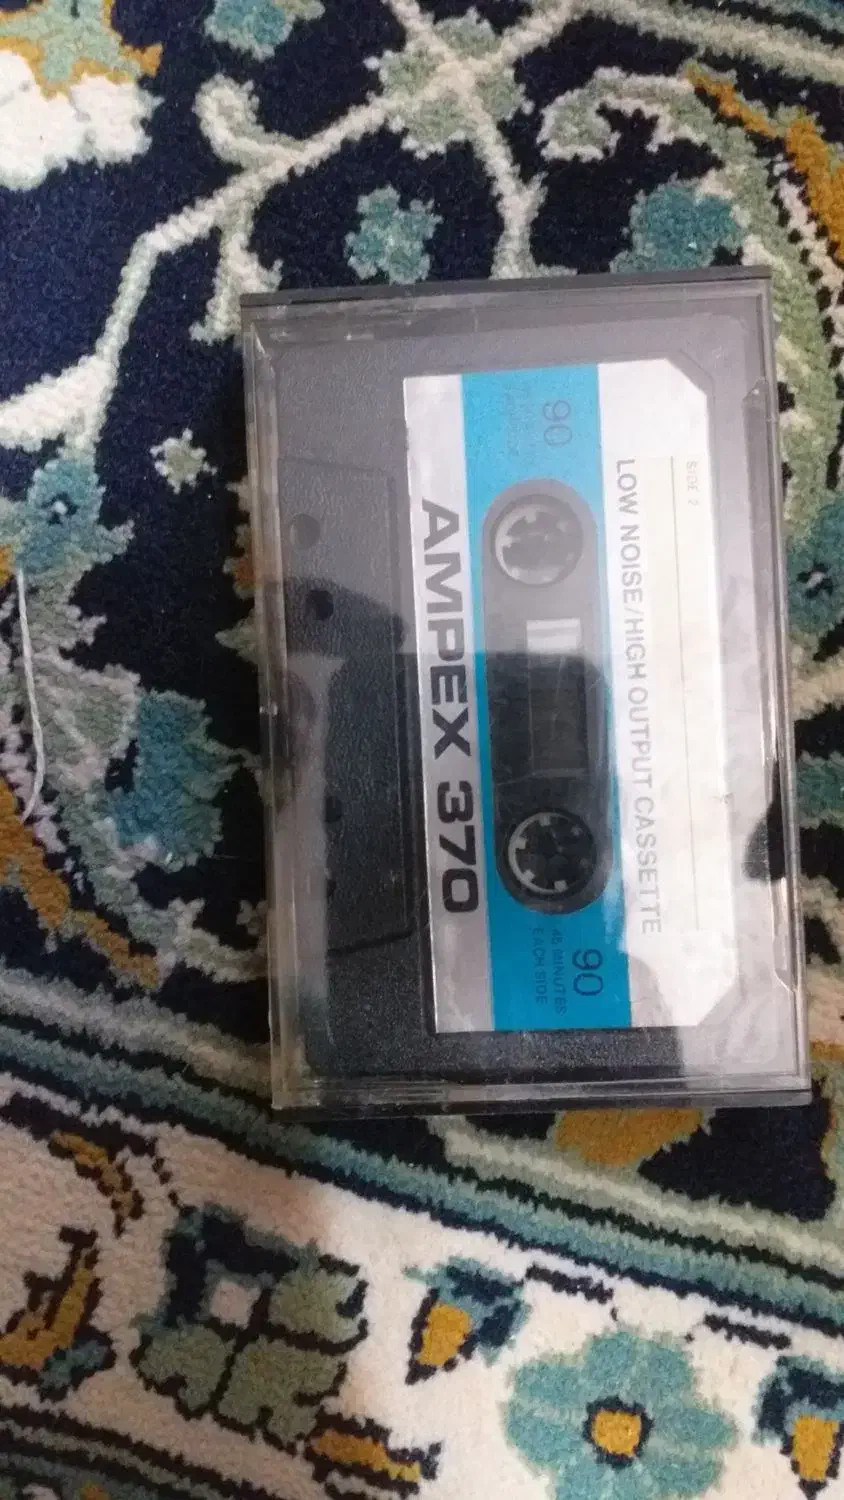 SIDE 2
LOW NOISE/HIGH OUTPUT CASSETTE
90
90
45 MINUTES
EACH SIDE
AMPEX 370